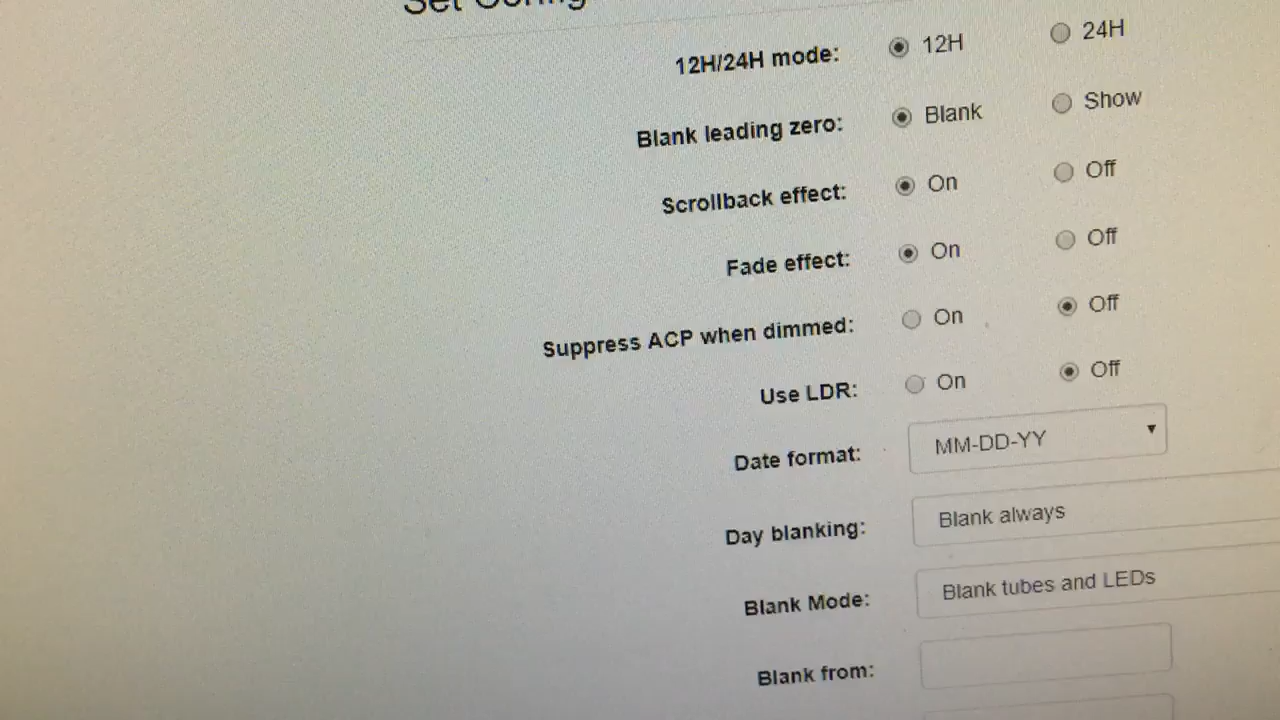 Set Config
12H/24H mode: 12H 24H
Blank leading zero: Blank Show
Scrollback effect: On Off
Fade effect: On Off
Suppress ACP when dimmed: On Off
Use LDR: On Off
Date format: MM-DD-YY
Day blanking: Blank always
Blank Mode: Blank tubes and LEDs
Blank from: